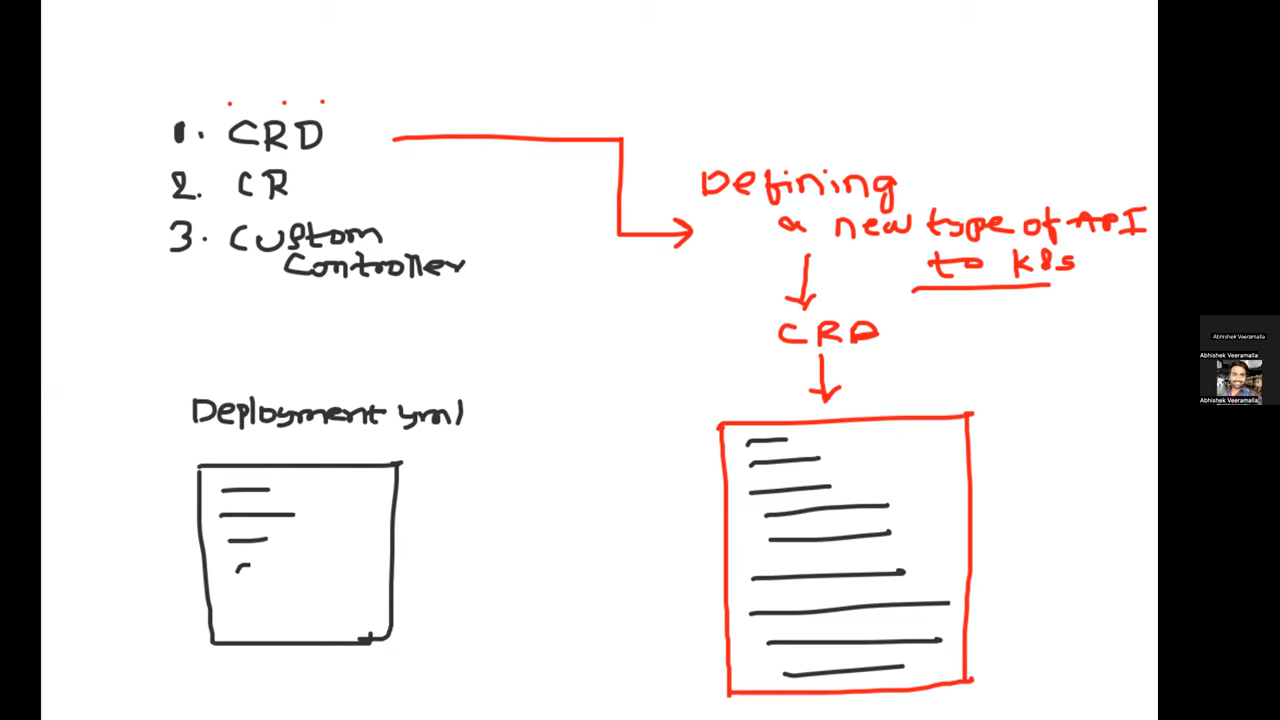 1. CRD
2. CR
3. Custom
Controller
Defining
a new type of API
to k8s
CRD
Deployment yml
Abhishek Veeramalla
Abhishek Veeramalla
Abhishek Veeramalla